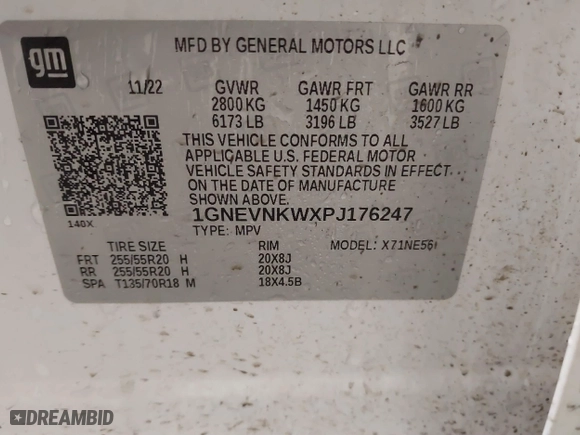 gm
MFD BY GENERAL MOTORS LLC
11/22 GVWR GAWR FRT GAWR RR
2800 KG 1450 KG 1600 KG
6173 LB 3196 LB 3527 LB
THIS VEHICLE CONFORMS TO ALL
APPLICABLE U.S. FEDERAL MOTOR
VEHICLE SAFETY STANDARDS IN EFFECT
ON THE DATE OF MANUFACTURE
SHOWN ABOVE.
140X
1GNEVNKWXPJ176247
TYPE: MPV MODEL: X71NE56
TIRE SIZE RIM
FRT 255/55R20 H 20X8J
RR 255/55R20 H 20X8J
SPA T135/70R18 M 18X4.5B
DREAMBID